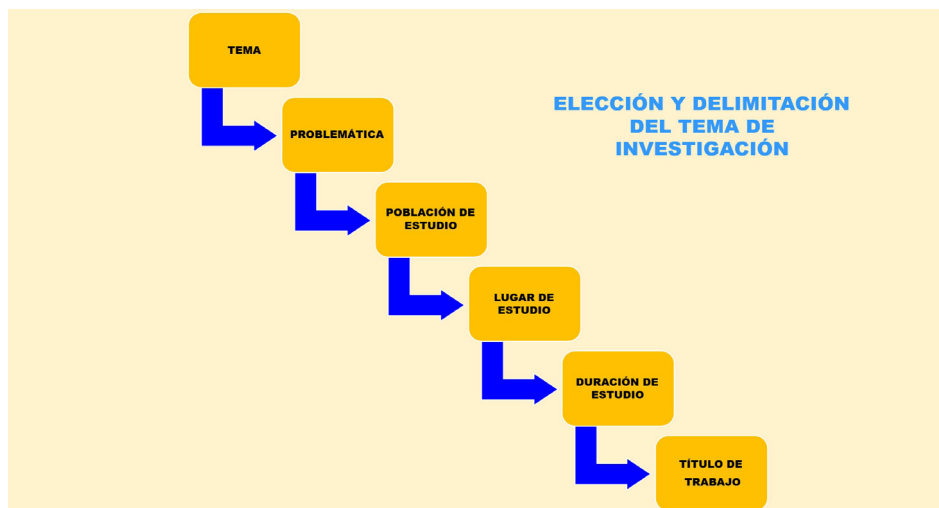 TEMA
ELECCIÓN Y DELIMITACIÓN
DEL TEMA DE
INVESTIGACIÓN
PROBLEMÁTICA
POBLACIÓN DE
ESTUDIO
LUGAR DE
ESTUDIO
DURACIÓN DE
ESTUDIO
TÍTULO DE
TRABAJO